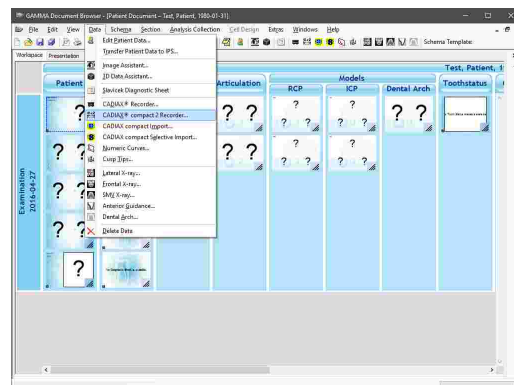 GAMMA Document Browser - [Patient Document - Test, Patient, 1980-01-31]
File Edit View Data Schema Section Analysis Collection Cell Design Extras Windows Help
Schema Template:
Workspace Presentation
Edit Patient Data...
Transfer Patient Data to IPS...
Image Assistant...
3D Data Assistant...
Slavicek Diagnostic Sheet
CADIAX® Recorder...
CADIAX® compact 2 Recorder...
CADIAX compact Import...
CADIAX compact Selective Import...
Numeric Curves...
Cusp Tips...
Lateral X-ray...
Frontal X-ray...
SMV X-ray...
Anterior Guidance...
Dental Arch...
Delete Data
Test, Patient, 1
Patient
Articulation
Models
RCP
ICP
Dental Arch
Toothstatus
Examination
2016-04-27
?
? ?
? ?
?
? ?
?
? ?
? ?
? ?
? ?
?
? ?
?
? ?
? ?
? ?
?